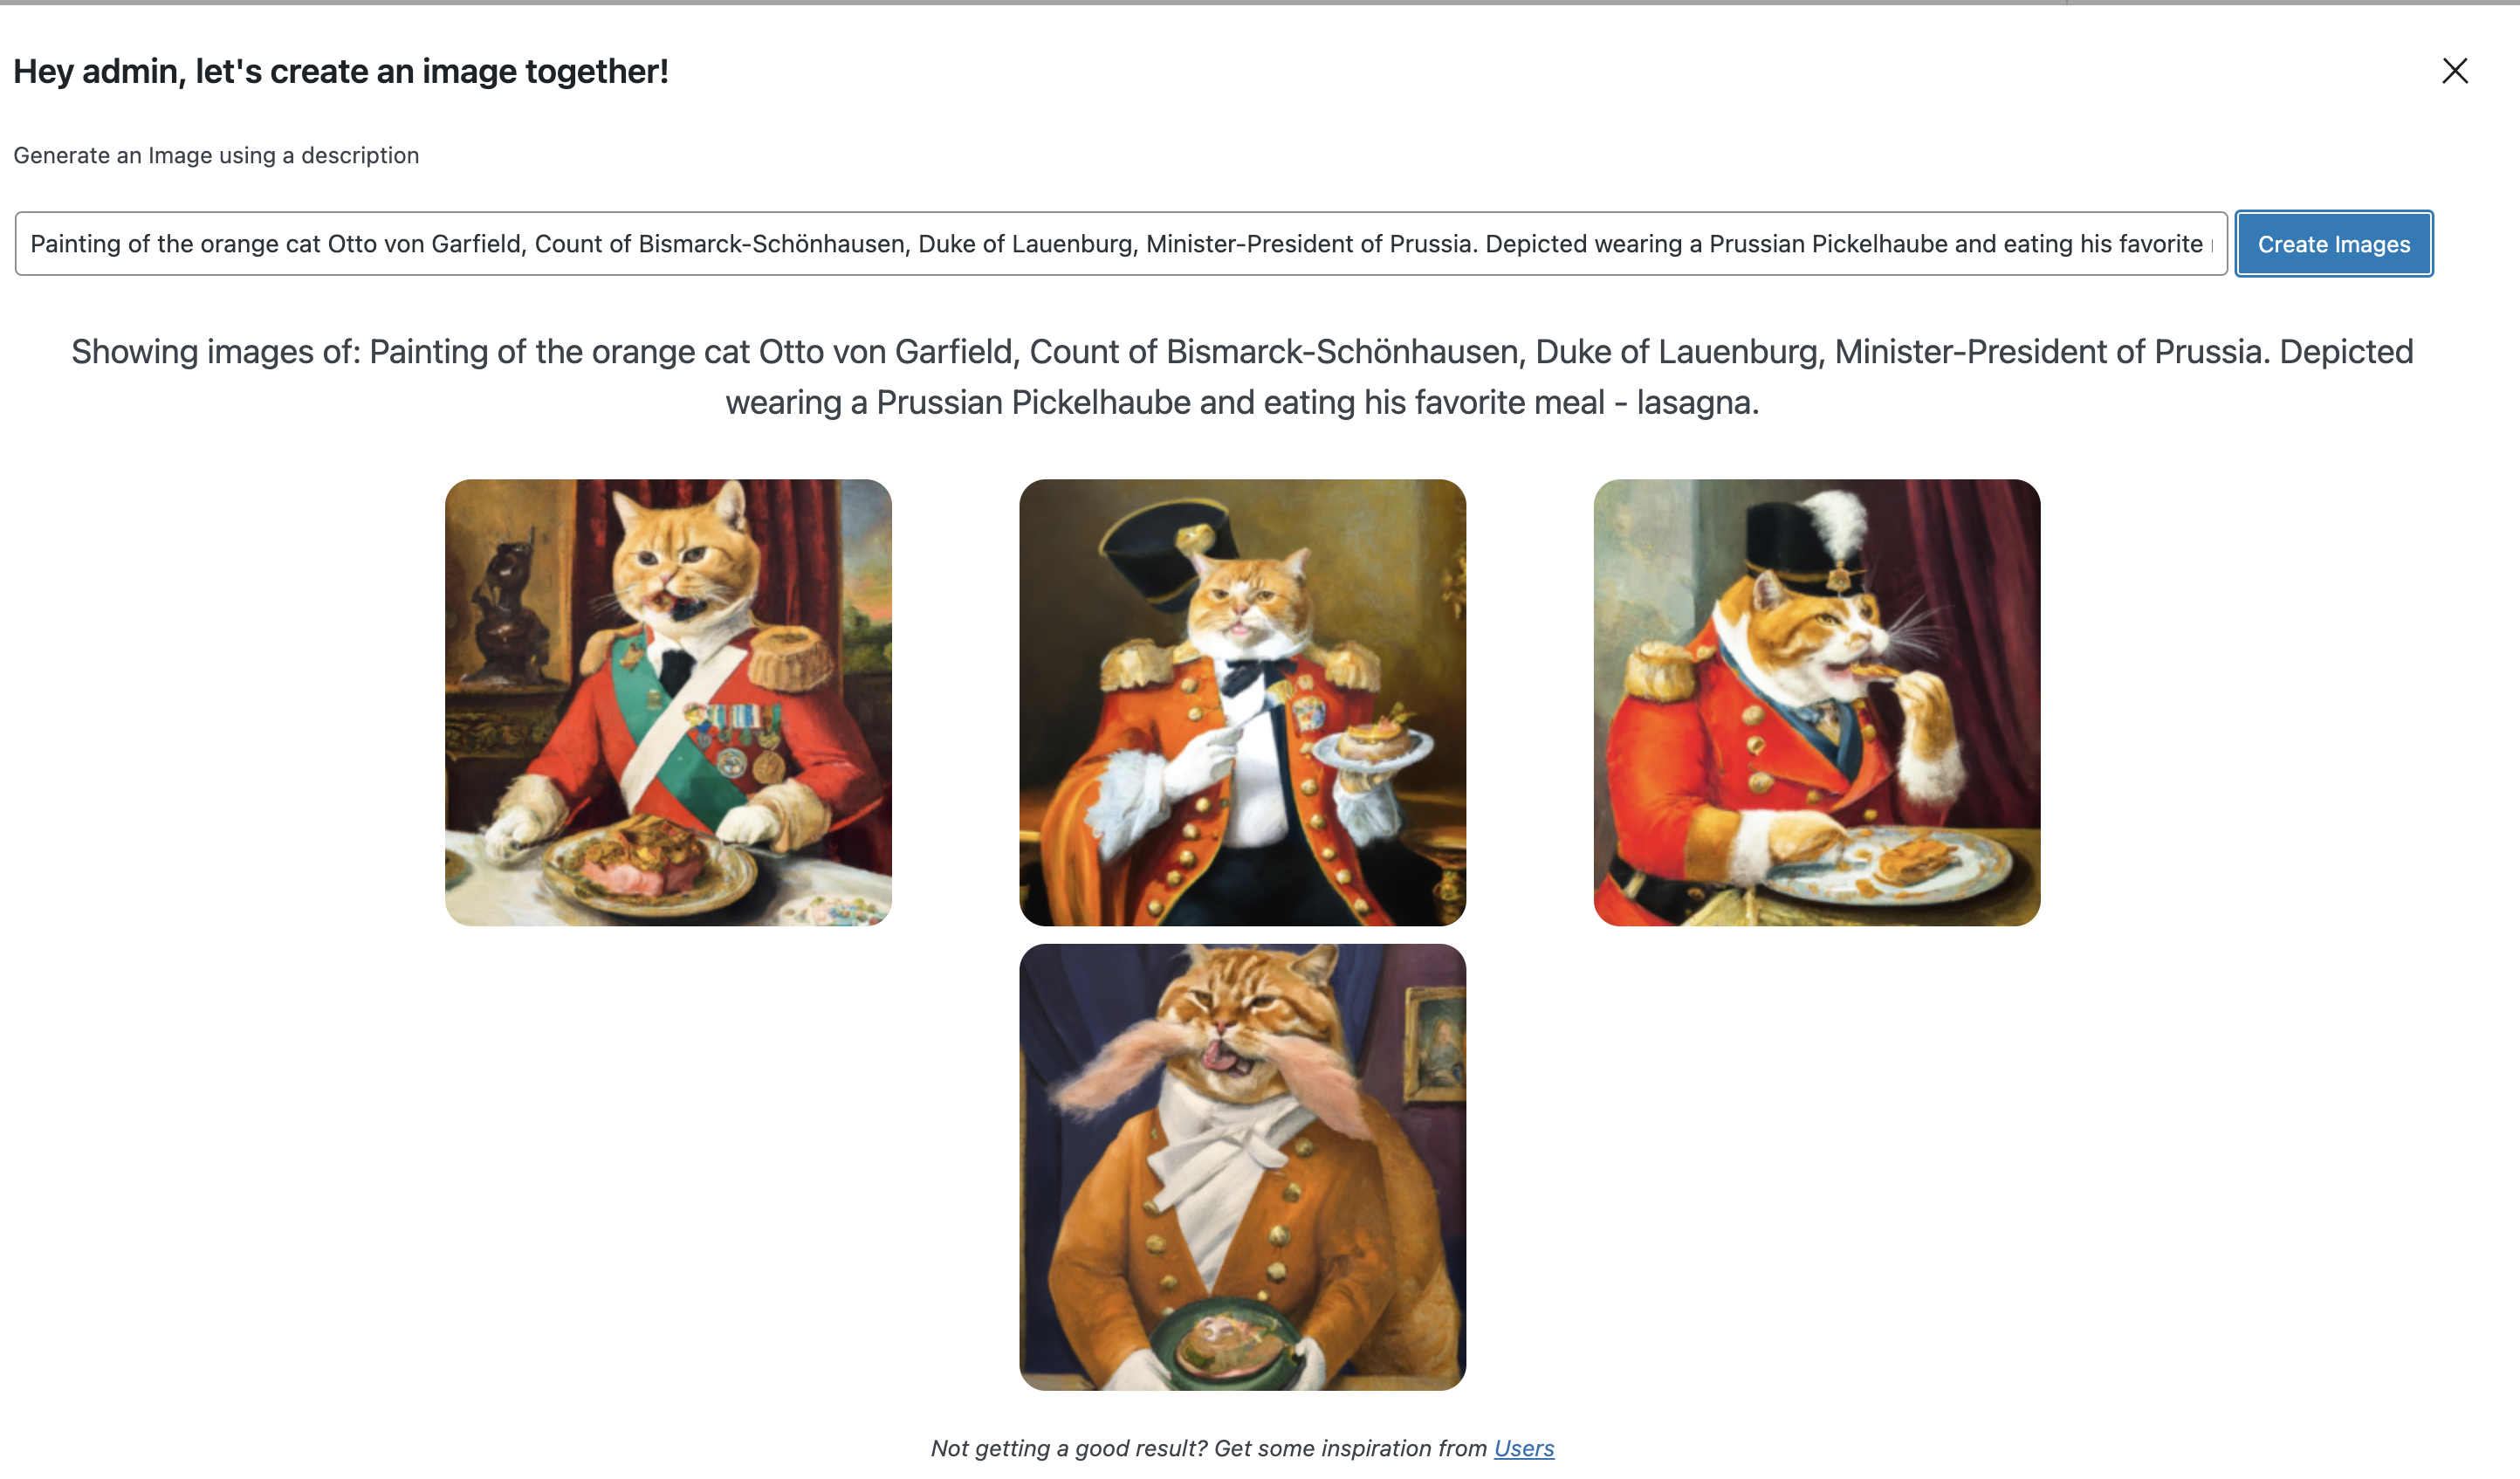 Hey admin, let's create an image together!
Generate an Image using a description
Painting of the orange cat Otto von Garfield, Count of Bismarck-Schönhausen, Duke of Lauenburg, Minister-President of Prussia. Depicted wearing a Prussian Pickelhaube and eating his favorite
Create Images
Showing images of: Painting of the orange cat Otto von Garfield, Count of Bismarck-Schönhausen, Duke of Lauenburg, Minister-President of Prussia. Depicted
wearing a Prussian Pickelhaube and eating his favorite meal - lasagna.
Not getting a good result? Get some inspiration from Users